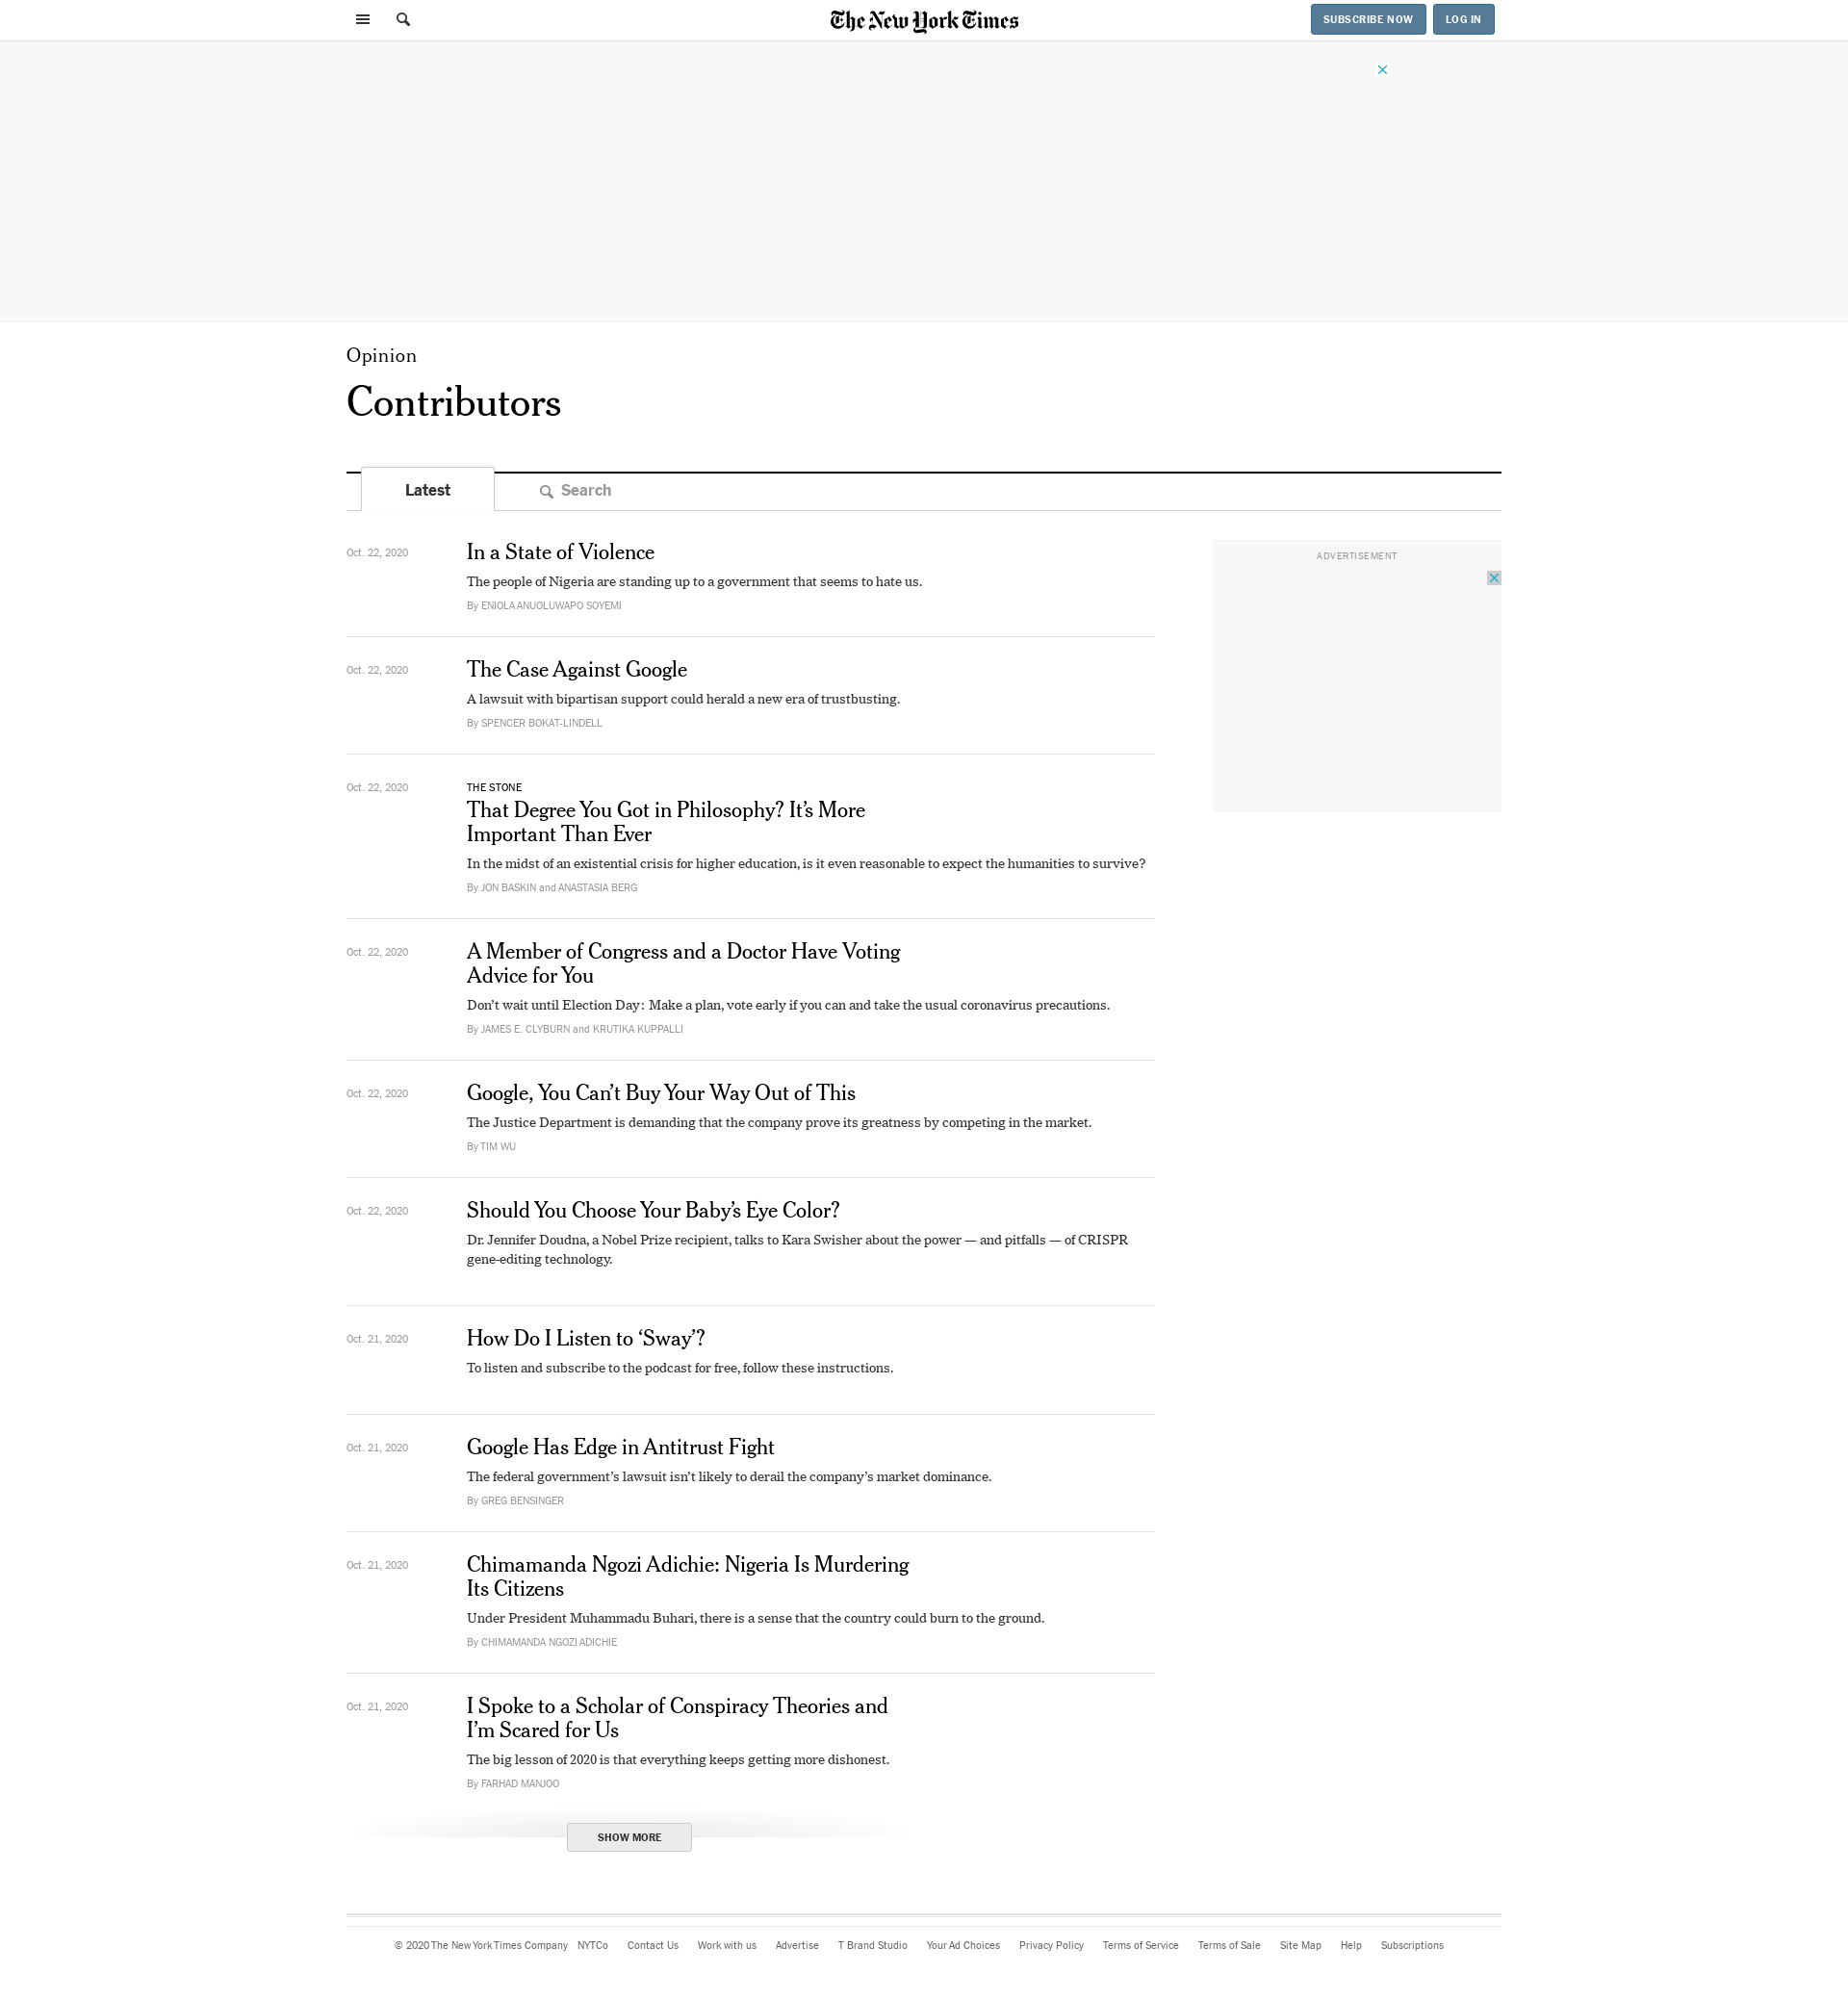 The New York Times
SUBSCRIBE NOW
LOG IN
Opinion
Contributors
Latest
Search
Oct. 22, 2020
In a State of Violence
The people of Nigeria are standing up to a government that seems to hate us.
By ENIOLA ANUOLUWAPO SOYEMI
ADVERTISEMENT
Oct. 22, 2020
The Case Against Google
A lawsuit with bipartisan support could herald a new era of trustbusting.
By SPENCER BOKAT-LINDELL
Oct. 22, 2020
THE STONE
That Degree You Got in Philosophy? It’s More
Important Than Ever
In the midst of an existential crisis for higher education, is it even reasonable to expect the humanities to survive?
By JON BASKIN and ANASTASIA BERG
Oct. 22, 2020
A Member of Congress and a Doctor Have Voting
Advice for You
Don’t wait until Election Day: Make a plan, vote early if you can and take the usual coronavirus precautions.
By JAMES E. CLYBURN and KRUTIKA KUPPALLI
Oct. 22, 2020
Google, You Can’t Buy Your Way Out of This
The Justice Department is demanding that the company prove its greatness by competing in the market.
By TIM WU
Oct. 22, 2020
Should You Choose Your Baby’s Eye Color?
Dr. Jennifer Doudna, a Nobel Prize recipient, talks to Kara Swisher about the power — and pitfalls — of CRISPR
gene-editing technology.
Oct. 21, 2020
How Do I Listen to ‘Sway’?
To listen and subscribe to the podcast for free, follow these instructions.
Oct. 21, 2020
Google Has Edge in Antitrust Fight
The federal government’s lawsuit isn’t likely to derail the company’s market dominance.
By GREG BENSINGER
Oct. 21, 2020
Chimamanda Ngozi Adichie: Nigeria Is Murdering
Its Citizens
Under President Muhammadu Buhari, there is a sense that the country could burn to the ground.
By CHIMAMANDA NGOZI ADICHIE
Oct. 21, 2020
I Spoke to a Scholar of Conspiracy Theories and
I’m Scared for Us
The big lesson of 2020 is that everything keeps getting more dishonest.
By FARHAD MANJOO
SHOW MORE
© 2020 The New York Times Company NYTCo Contact Us Work with us Advertise T Brand Studio Your Ad Choices Privacy Policy Terms of Service Terms of Sale Site Map Help Subscriptions